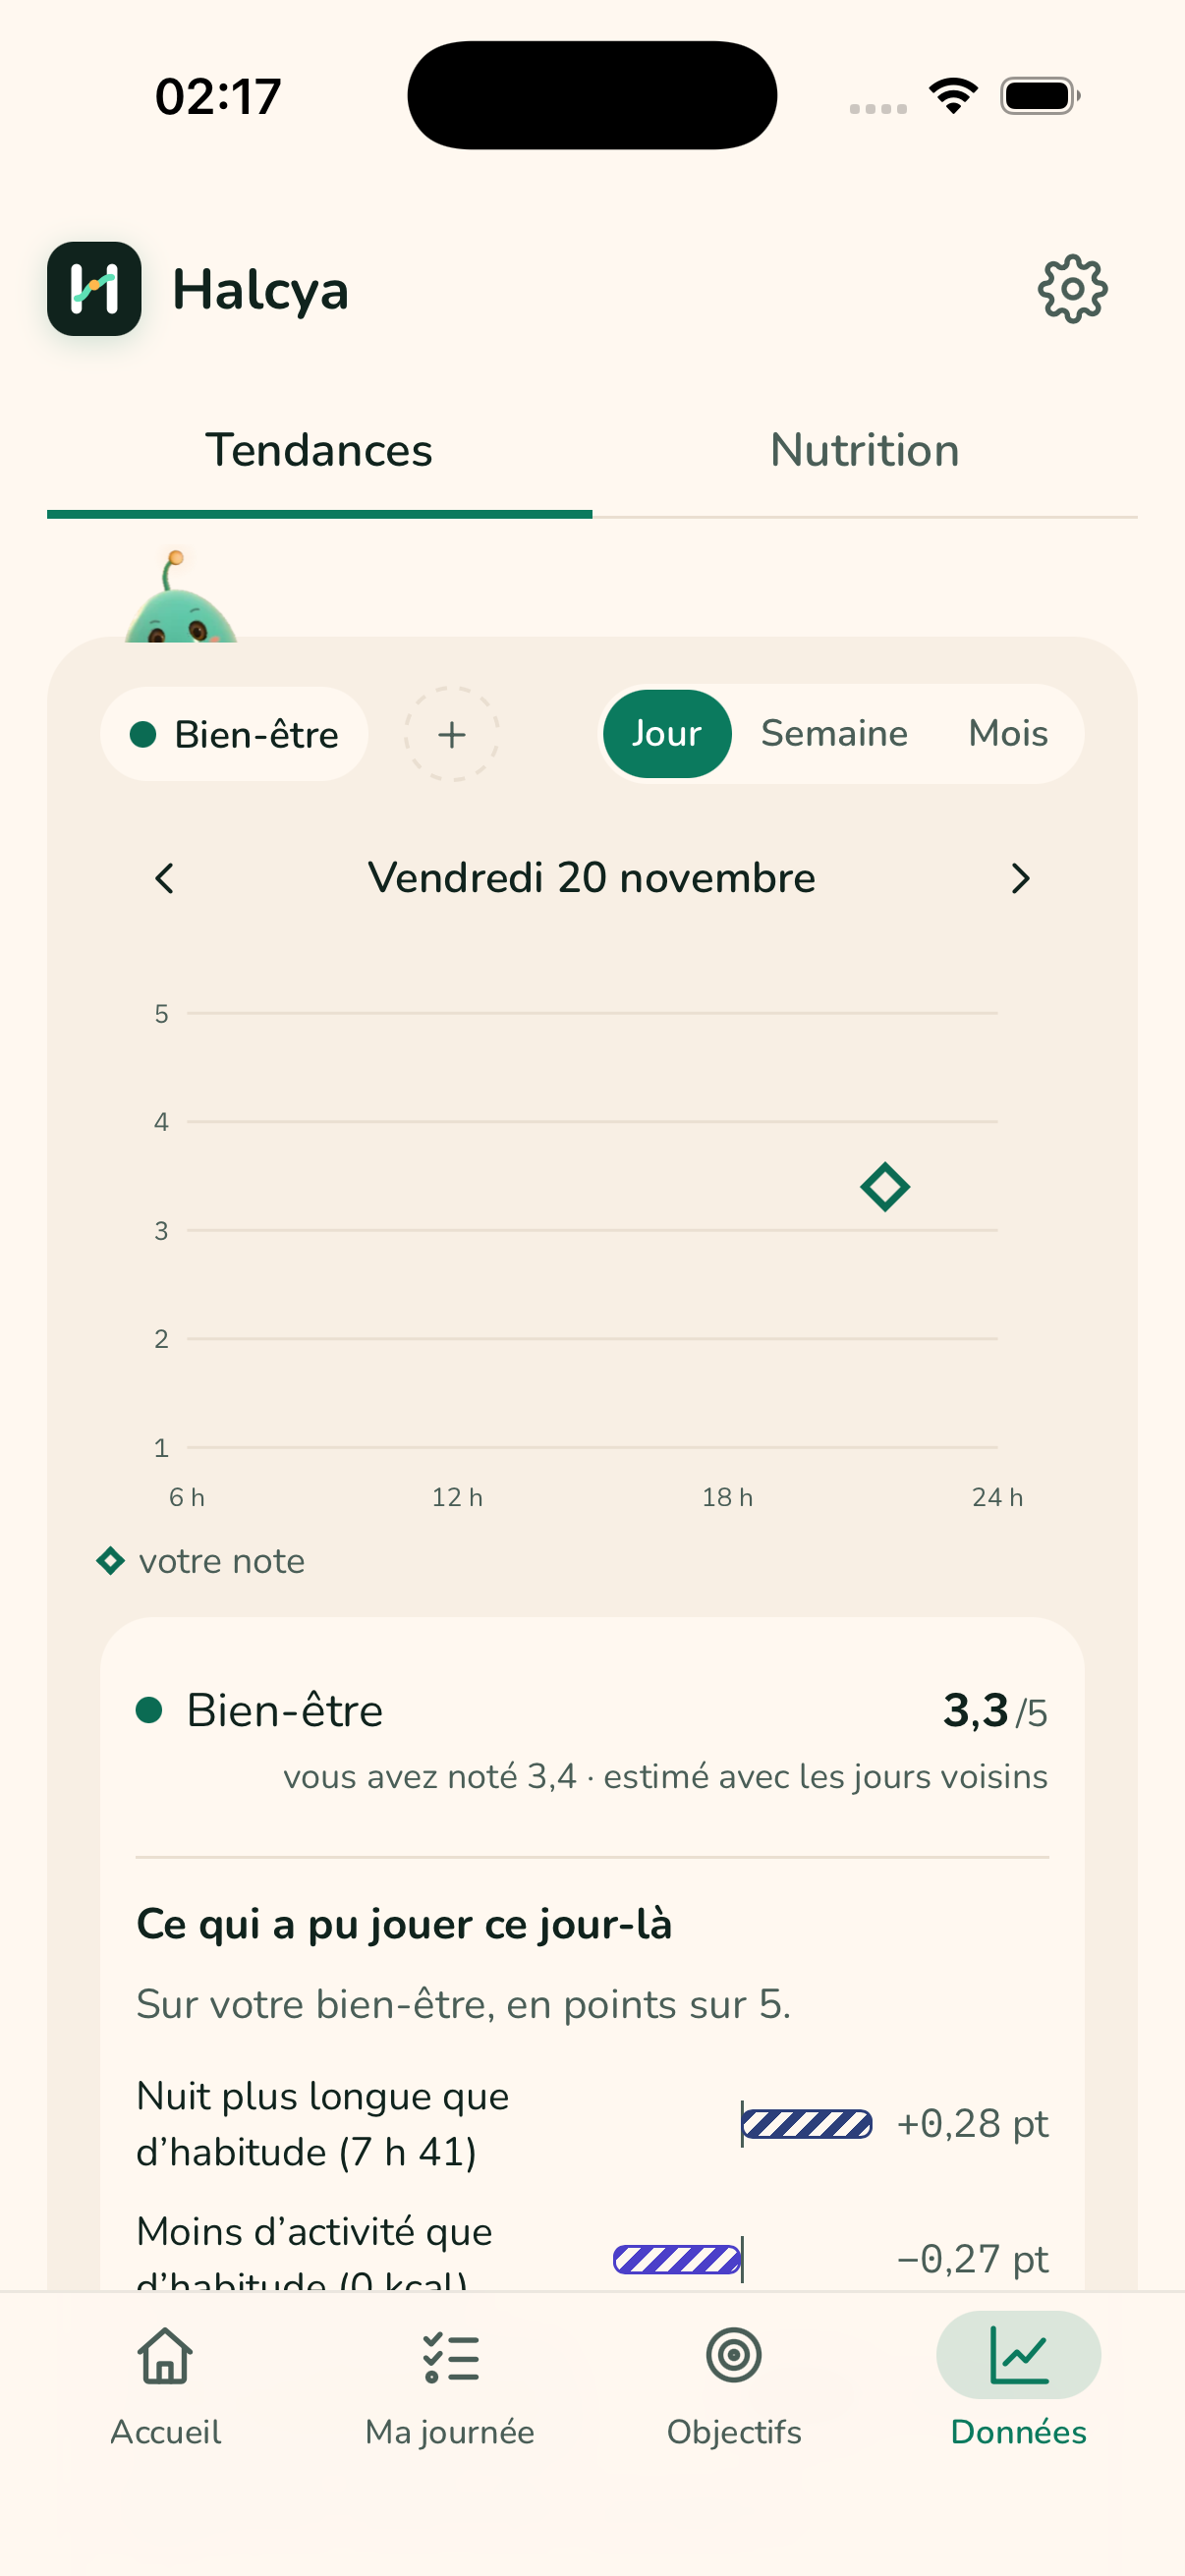 02:17
Halcya
Tendances
Nutrition
Bien-être
+
Jour
Semaine
Mois
Vendredi 20 novembre
5
4
3
2
1
6 h
12 h
18 h
24 h
votre note
Bien-être
3,3 /5
vous avez noté 3,4 · estimé avec les jours voisins
Ce qui a pu jouer ce jour-là
Sur votre bien-être, en points sur 5.
Nuit plus longue que
d’habitude (7 h 41)
+0,28 pt
Moins d’activité que
d’habitude (0 kcal)
−0,27 pt
Accueil
Ma journée
Objectifs
Données